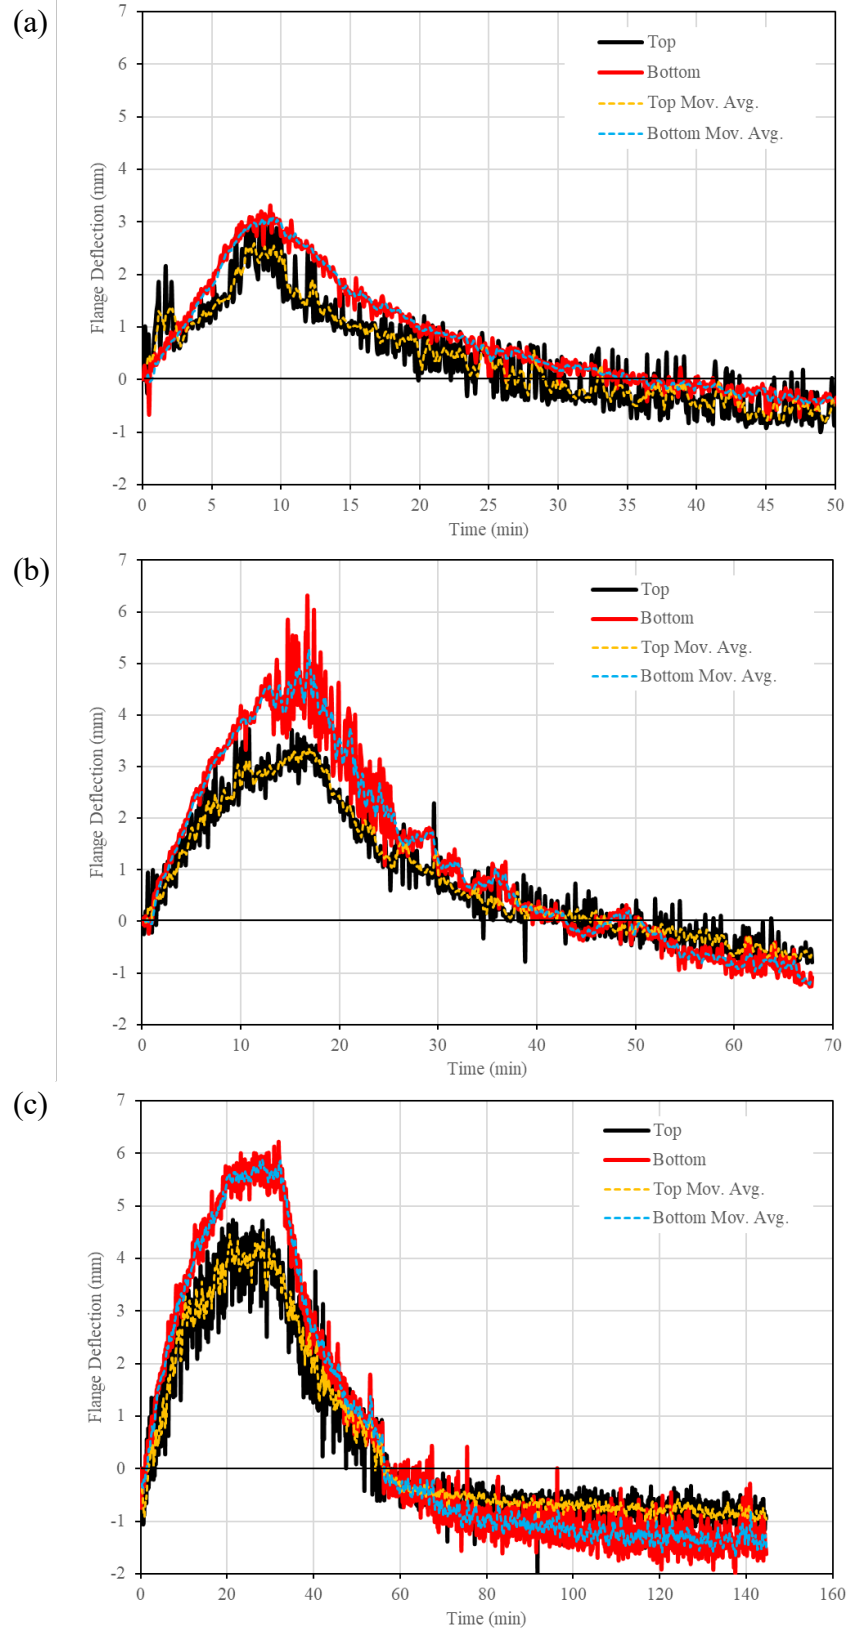 (a)
7
6
5
4
3
2
1
0
-1
-2
Flange Deflection (mm)
Top
Bottom
Top Mov. Avg.
Bottom Mov. Avg.
0 5 10 15 20 25 30 35 40 45 50
Time (min)
(b)
7
6
5
4
3
2
1
0
-1
-2
Flange Deflection (mm)
Top
Bottom
Top Mov. Avg.
Bottom Mov. Avg.
0 10 20 30 40 50 60 70
Time (min)
(c)
7
6
5
4
3
2
1
0
-1
-2
Flange Deflection (mm)
Top
Bottom
Top Mov. Avg.
Bottom Mov. Avg.
0 20 40 60 80 100 120 140 160
Time (min)